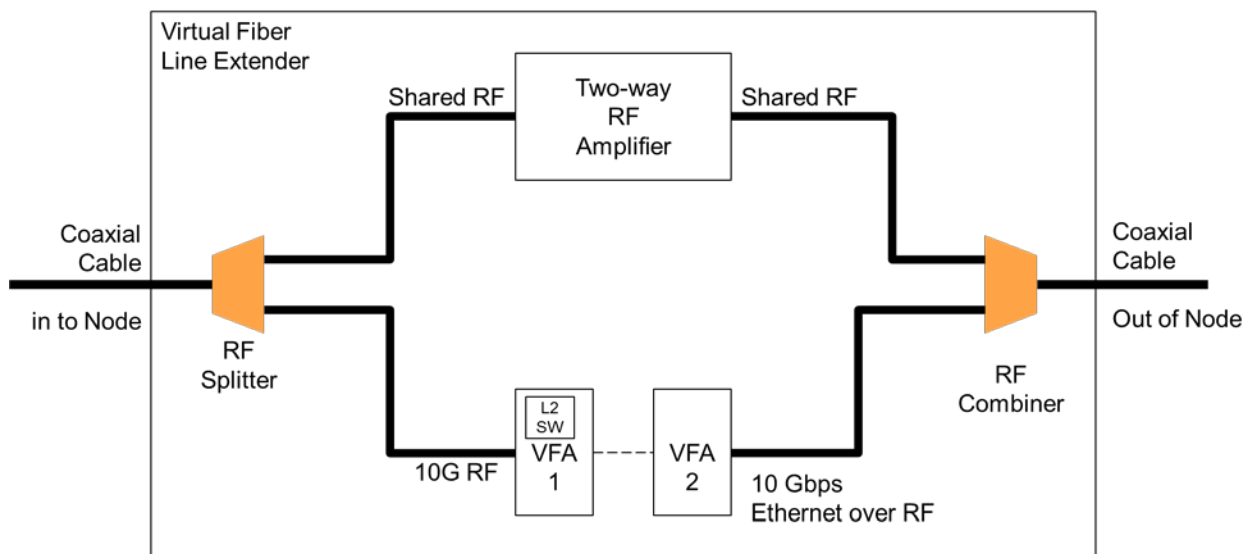 Virtual Fiber
Line Extender
Shared RF
Two-way
RF
Amplifier
Shared RF
Coaxial
Cable
in to Node
RF
Splitter
Coaxial
Cable
Out of Node
RF
Combiner
10G RF
L2
SW
VFA
1
VFA
2
10 Gbps
Ethernet over RF